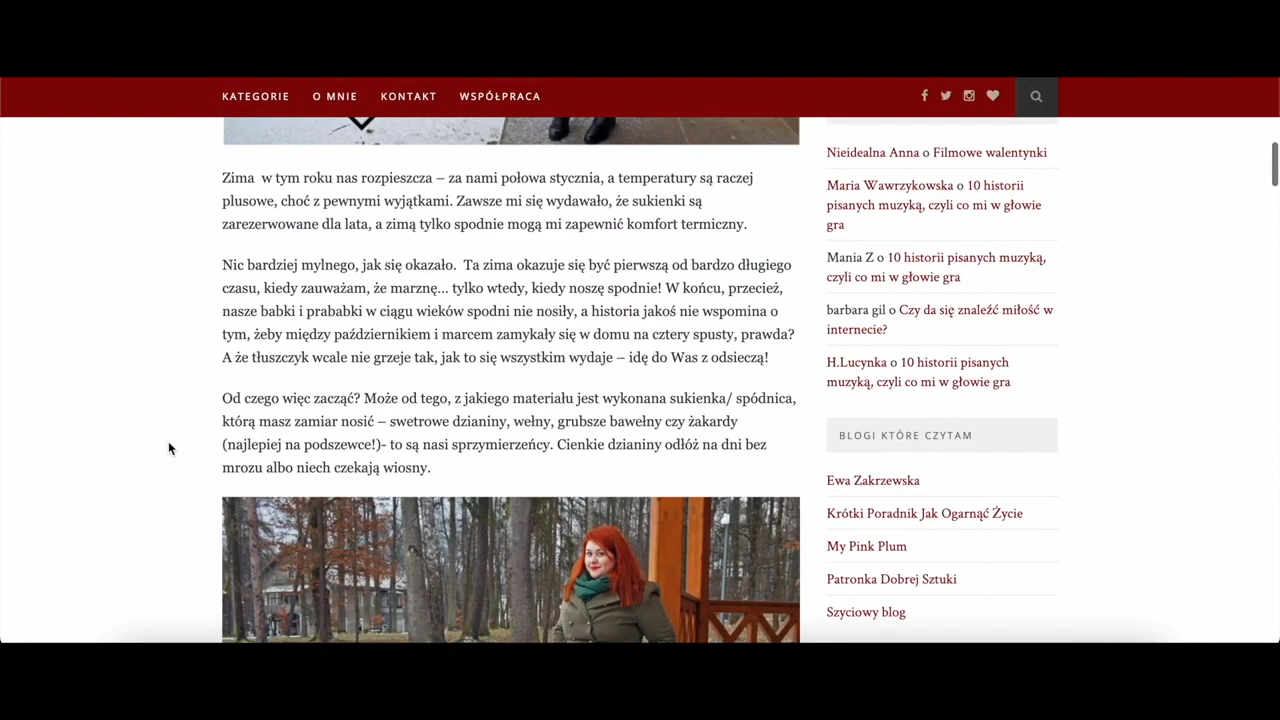 KATEGORIE O MNIE KONTAKT WSPÓŁPRACA
Zima w tym roku nas rozpieszcza – za nami połowa stycznia, a temperatury są raczej
plusowe, choć z pewnymi wyjątkami. Zawsze mi się wydawało, że sukienki są
zarezerwowane dla lata, a zimą tylko spodnie mogą mi zapewnić komfort termiczny.
Nic bardziej mylnego, jak się okazało. Ta zima okazuje się być pierwszą od bardzo długiego
czasu, kiedy zauważam, że marznę... tylko wtedy, kiedy noszę spodnie! W końcu, przecież,
nasze babki i prababki w ciągu wieków spodni nie nosiły, a historia jakoś nie wspomina o
tym, żeby między październikiem i marcem zamykały się w domu na cztery spusty, prawda?
A że tłuszczyk wcale nie grzeje tak, jak to się wszystkim wydaje – idę do Was z odsieczą!
Od czego więc zacząć? Może od tego, z jakiego materiału jest wykonana sukienka/ spódnica,
którą masz zamiar nosić – swetrowe dzianiny, wełny, grubsze bawełny czy żakardy
(najlepiej na podszewce!)- to są nasi sprzymierzeńcy. Cienkie dzianiny odłóż na dni bez
mrozu albo niech czekają wiosny.
Nieidealna Anna o Filmowe walentynki
Maria Wawrzykowska o 10 historii
pisanych muzyką, czyli co mi w głowie
gra
Mania Z o 10 historii pisanych muzyką,
czyli co mi w głowie gra
barbara gil o Czy da się znaleźć miłość w
internecie?
H.Lucynka o 10 historii pisanych
muzyką, czyli co mi w głowie gra
BLOGI KTÓRE CZYTAM
Ewa Zakrzewska
Krótki Poradnik Jak Ogarnąć Życie
My Pink Plum
Patronka Dobrej Sztuki
Szyciowy blog